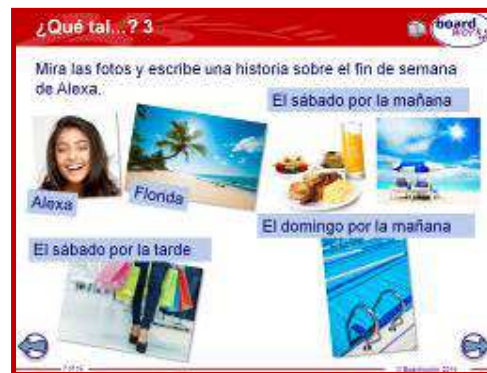 ¿Qué tal...? 3
board
works
Mira las fotos y escribe una historia sobre el fin de semana
de Alexa.
El sábado por la mañana
Alexa
Florida
El domingo por la mañana
El sábado por la tarde